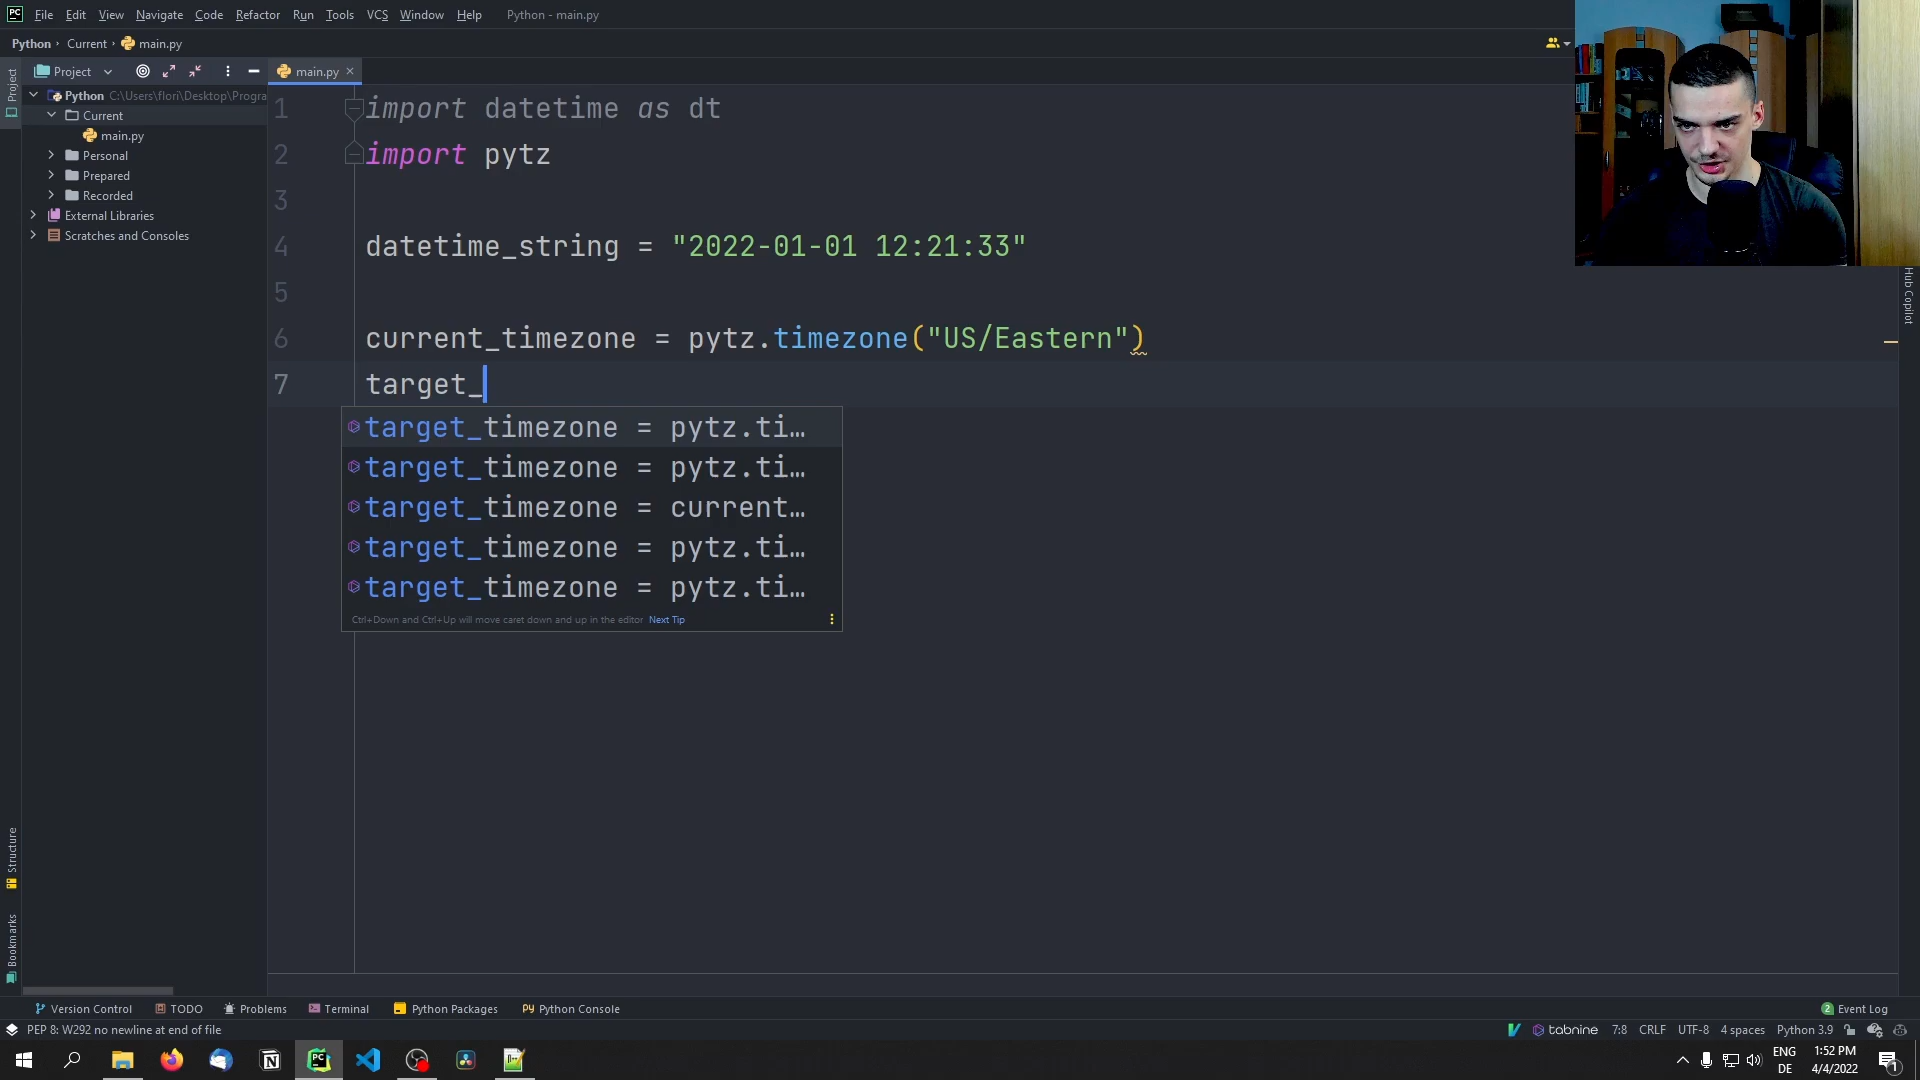 PC File Edit View Navigate Code Refactor Run Tools VCS Window Help Python - main.py
Python Current main.py
Project main.py
Project
Python C:\Users\flori\Desktop\Progra
Current
main.py
Personal
Prepared
Recorded
External Libraries
Scratches and Consoles
1 import datetime as dt
2 import pytz
3
4 datetime_string = "2022-01-01 12:21:33"
5
6 current_timezone = pytz.timezone("US/Eastern")
7 target_
target_timezone = pytz.ti…
target_timezone = pytz.ti…
target_timezone = current…
target_timezone = pytz.ti…
target_timezone = pytz.ti…
Ctrl+Down and Ctrl+Up will move caret down and up in the editor Next Tip
Hub Copilot
Structure
Bookmarks
Version Control TODO Problems Terminal Python Packages Python Console 2 Event Log
PEP 8: W292 no newline at end of file tabnine 7:8 CRLF UTF-8 4 spaces Python 3.9
PC ENG 1:52 PM
DE 4/4/2022 1